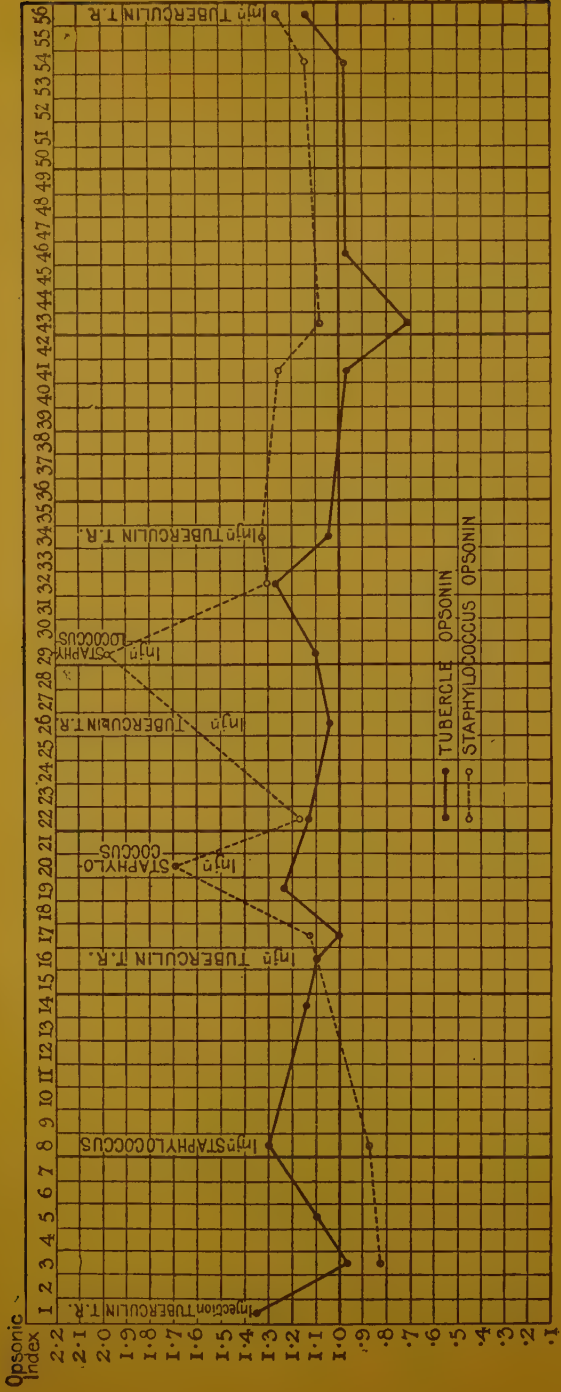 Opsonic
Index
1 2 3 4 5 6 7 8 9 10 11 12 13 14 15 16 17 18 19 20 21 22 23 24 25 26 27 28 29 30 31 32 33 34 35 36 37 38 39 40 41 42 43 44 45 46 47 48 49 50 51 52 53 54 55 56
2.2
2.1
2.0
1.9
1.8
1.7
1.6
1.5
1.4
1.3
1.2
1.1
1.0
.9
.8
.7
.6
.5
.4
.3
.2
.1
Injection TUBERCULIN T.R.
Injn STAPHYLOCOCCUS
Injn TUBERCULIN T.R.
Injn
STAPHYLO-
COCCUS
Injn TUBERCULIN T.R.
Injn
STAPHY
LOCOCCUS
Injn TUBERCULIN T.R.
Injn TUBERCULIN T.R.
TUBERCLE OPSONIN
STAPHYLOCOCCUS OPSONIN